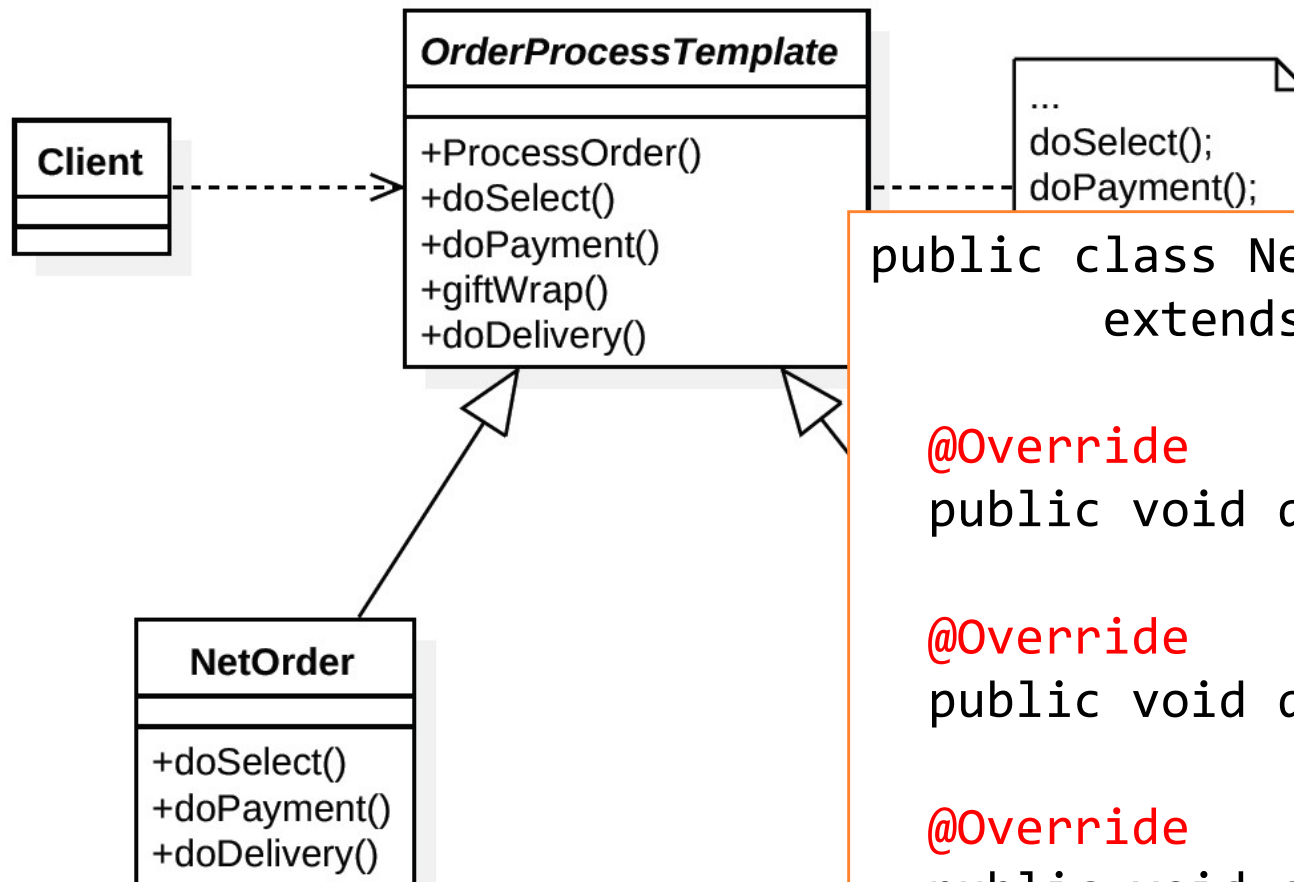 OrderProcessTemplate
+ProcessOrder()
+doSelect()
+doPayment()
+giftWrap()
+doDelivery()
Client
...
doSelect();
doPayment();
public class Ne
extends
@Override
public void
@Override
public void
@Override
NetOrder
+doSelect()
+doPayment()
+doDelivery()